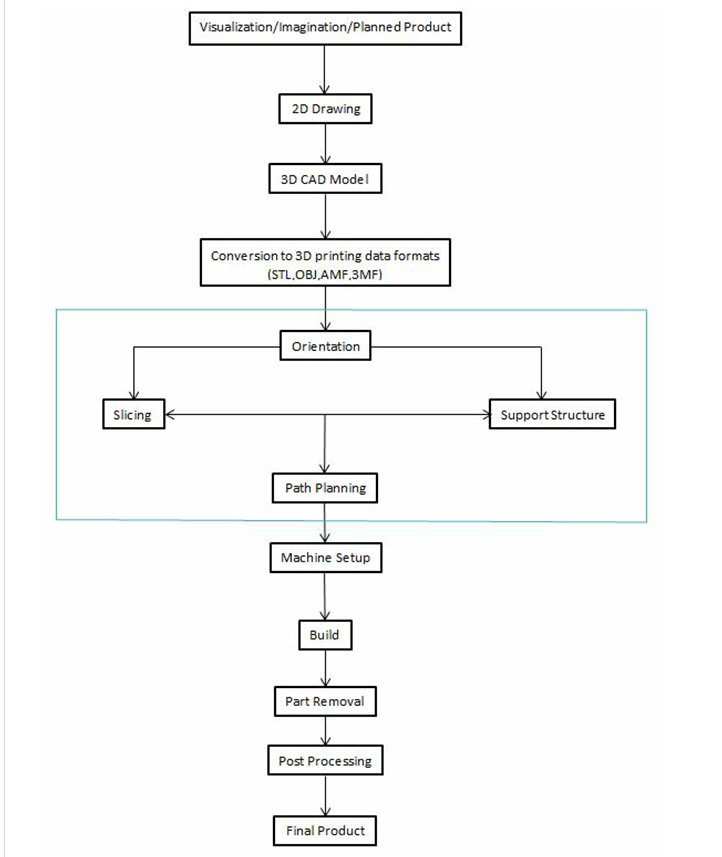 Visualization/Imagination/Planned Product
2D Drawing
3D CAD Model
Conversion to 3D printing data formats
(STL,OBJ,AMF,3MF)
Orientation
Slicing
Support Structure
Path Planning
Machine Setup
Build
Part Removal
Post Processing
Final Product